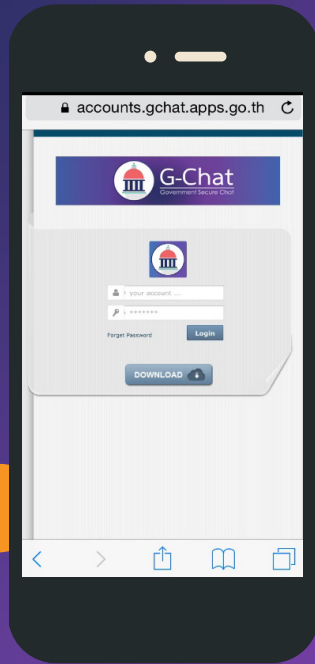 accounts.gchat.apps.go.th
G-Chat
Government Secure Chat
your account ...
*******
Forget Password
Login
DOWNLOAD